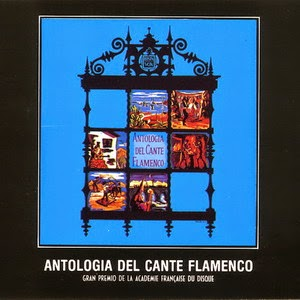 ANTOLOGIA
DEL CANTE
FLAMENCO
ANTOLOGIA DEL CANTE FLAMENCO
GRAN PREMIO DE LA ACADEMIE FRANÇAISE DU DISQUE